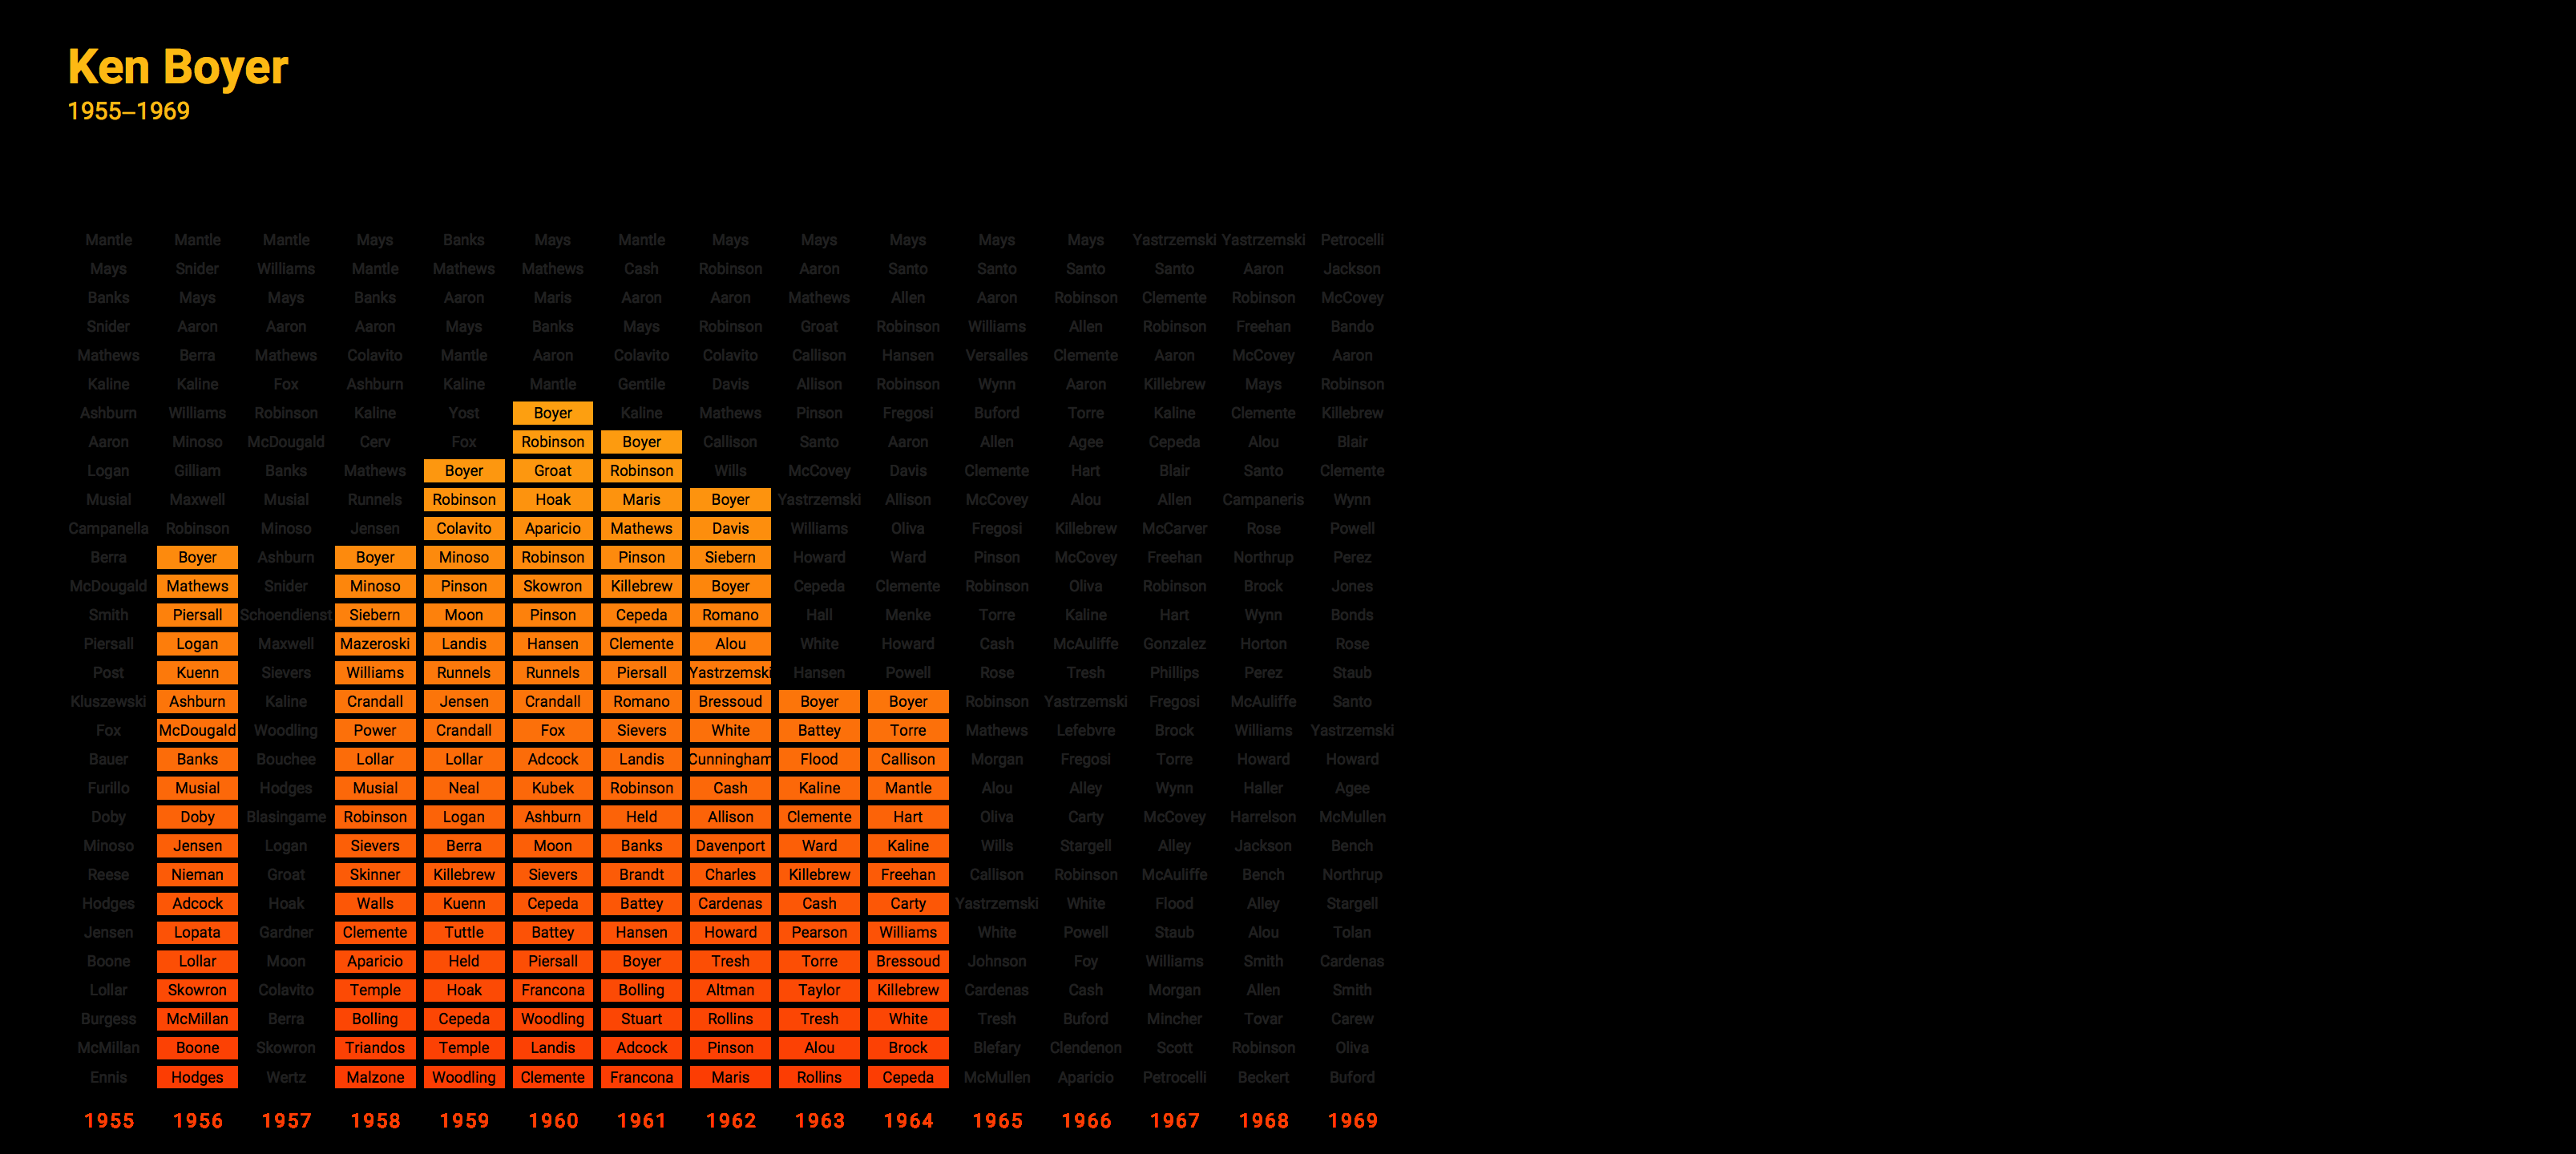 Ken Boyer
1955–1969
Mantle Mantle Mantle Mays Banks Mays Mantle Mays Mays Mays Mays Mays Yastrzemski Yastrzemski Petrocelli
Mays Snider Williams Mantle Mathews Mathews Cash Robinson Aaron Santo Santo Santo Santo Aaron Jackson
Banks Mays Mays Banks Aaron Maris Aaron Aaron Mathews Allen Aaron Robinson Clemente Robinson McCovey
Snider Aaron Aaron Aaron Mays Banks Mays Robinson Groat Robinson Williams Allen Robinson Freehan Bando
Mathews Berra Mathews Colavito Mantle Aaron Colavito Colavito Callison Hansen Versalles Clemente Aaron McCovey Aaron
Kaline Kaline Fox Ashburn Kaline Mantle Gentile Davis Allison Robinson Wynn Aaron Killebrew Mays Robinson
Ashburn Williams Robinson Kaline Yost Boyer Kaline Mathews Pinson Fregosi Buford Torre Kaline Clemente Killebrew
Aaron Minoso McDougald Cerv Fox Robinson Boyer Callison Santo Aaron Allen Agee Cepeda Alou Blair
Logan Gilliam Banks Mathews Boyer Groat Robinson Wills McCovey Davis Clemente Hart Blair Santo Clemente
Musial Maxwell Musial Runnels Robinson Hoak Maris Boyer Yastrzemski Allison McCovey Alou Allen Campaneris Wynn
Campanella Robinson Minoso Jensen Colavito Aparicio Mathews Davis Williams Oliva Fregosi Killebrew McCarver Rose Powell
Berra Boyer Ashburn Boyer Minoso Robinson Pinson Siebern Howard Ward Pinson McCovey Freehan Northrup Perez
McDougald Mathews Snider Minoso Pinson Skowron Killebrew Boyer Cepeda Clemente Robinson Oliva Robinson Brock Jones
Smith Piersall Schoendienst Siebern Moon Pinson Cepeda Romano Hall Menke Torre Kaline Hart Wynn Bonds
Piersall Logan Maxwell Mazeroski Landis Hansen Clemente Alou White Howard Cash McAuliffe Gonzalez Horton Rose
Post Kuenn Sievers Williams Runnels Runnels Piersall Yastrzemski Hansen Powell Rose Tresh Phillips Perez Staub
Kluszewski Ashburn Kaline Crandall Jensen Crandall Romano Bressoud Boyer Boyer Robinson Yastrzemski Fregosi McAuliffe Santo
Fox McDougald Woodling Power Crandall Fox Sievers White Battey Torre Mathews Lefebvre Brock Williams Yastrzemski
Bauer Banks Bouchee Lollar Lollar Adcock Landis Cunningham Flood Callison Morgan Fregosi Torre Howard Howard
Furillo Musial Hodges Musial Neal Kubek Robinson Cash Kaline Mantle Alou Alley Wynn Haller Agee
Doby Doby Blasingame Robinson Logan Ashburn Held Allison Clemente Hart Oliva Carty McCovey Harrelson McMullen
Minoso Jensen Logan Sievers Berra Moon Banks Davenport Ward Kaline Wills Stargell Alley Jackson Bench
Reese Nieman Groat Skinner Killebrew Sievers Brandt Charles Killebrew Freehan Callison Robinson McAuliffe Bench Northrup
Hodges Adcock Hoak Walls Kuenn Cepeda Battey Cardenas Cash Carty Yastrzemski White Flood Alley Stargell
Jensen Lopata Gardner Clemente Tuttle Battey Hansen Howard Pearson Williams White Powell Staub Alou Tolan
Boone Lollar Moon Aparicio Held Piersall Boyer Tresh Torre Bressoud Johnson Foy Williams Smith Cardenas
Lollar Skowron Colavito Temple Hoak Francona Bolling Altman Taylor Killebrew Cardenas Cash Morgan Allen Smith
Burgess McMillan Berra Bolling Cepeda Woodling Stuart Rollins Tresh White Tresh Buford Mincher Tovar Carew
McMillan Boone Skowron Triandos Temple Landis Adcock Pinson Alou Brock Blefary Clendenon Scott Robinson Oliva
Ennis Hodges Wertz Malzone Woodling Clemente Francona Maris Rollins Cepeda McMullen Aparicio Petrocelli Beckert Buford
1955 1956 1957 1958 1959 1960 1961 1962 1963 1964 1965 1966 1967 1968 1969